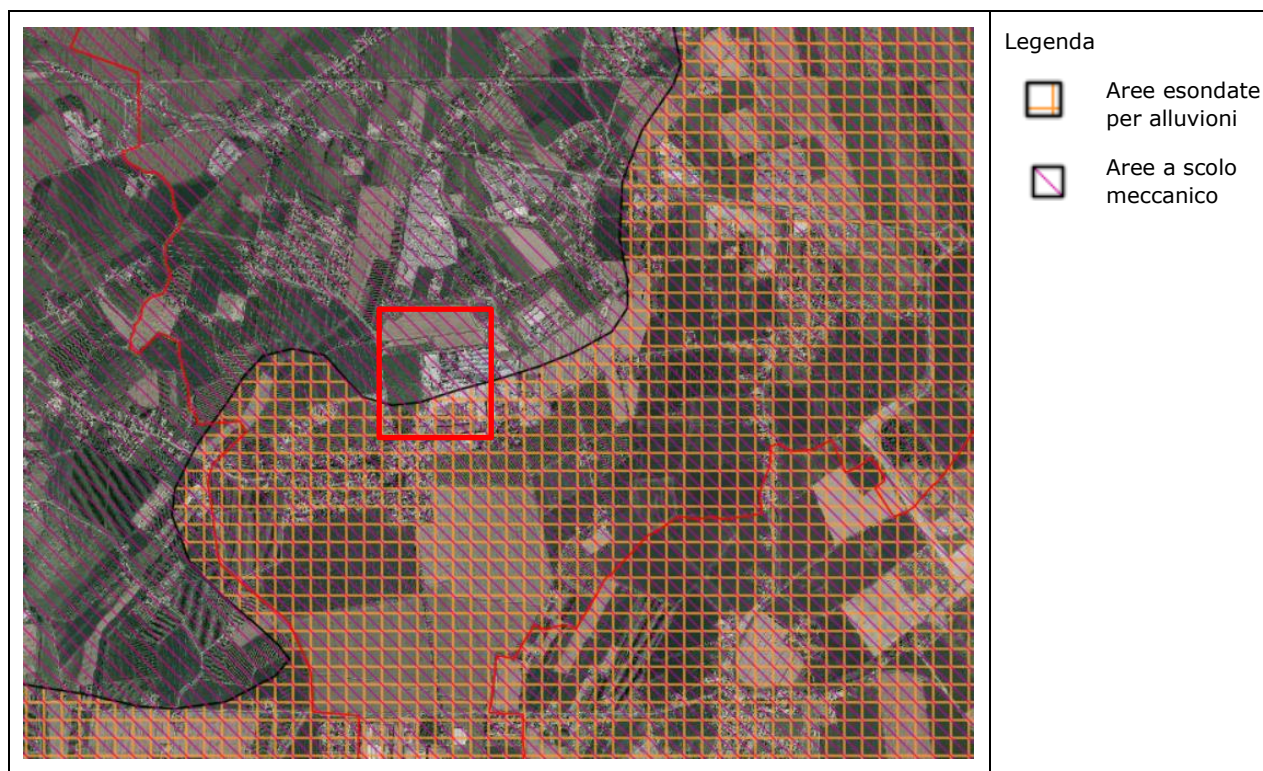 Legenda
Aree esondate
per alluvioni
Aree a scolo
meccanico